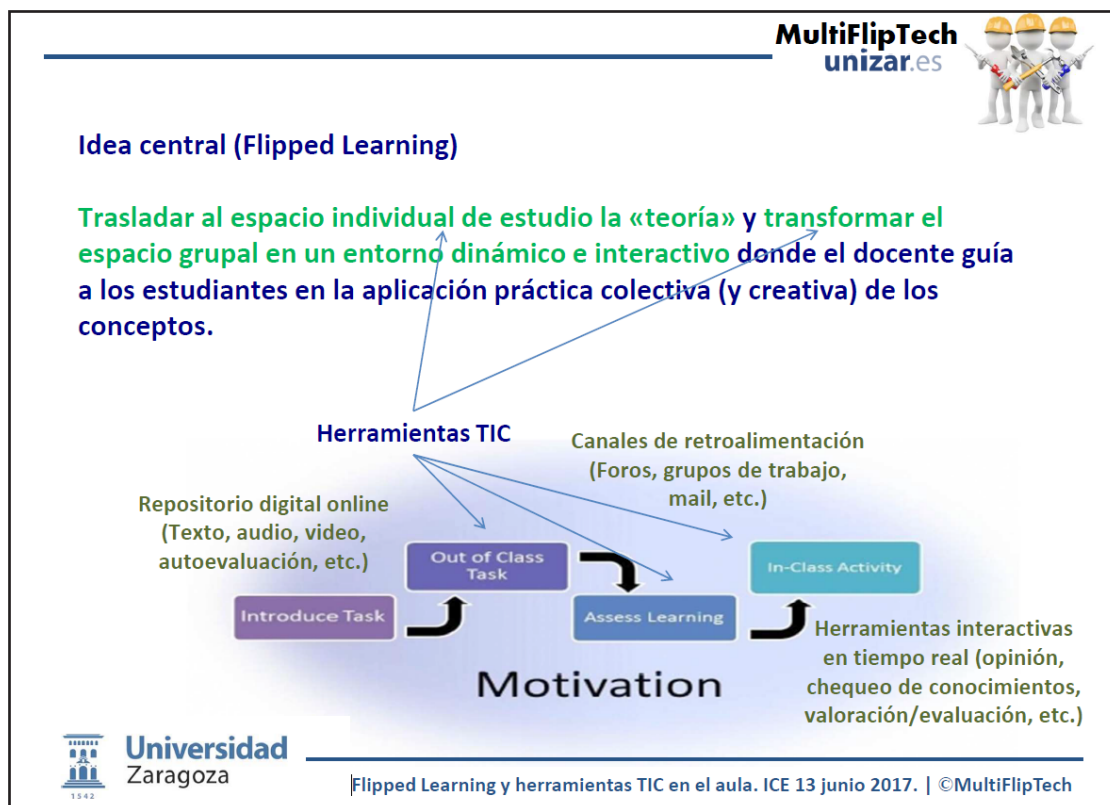 MultiFlipTech
unizar.es
Idea central (Flipped Learning)
Trasladar al espacio individual de estudio la «teoría» y transformar el
espacio grupal en un entorno dinámico e interactivo donde el docente guía
a los estudiantes en la aplicación práctica colectiva (y creativa) de los
conceptos.
Herramientas TIC
Canales de retroalimentación
(Foros, grupos de trabajo,
mail, etc.)
Repositorio digital online
(Texto, audio, video,
autoevaluación, etc.)
Out of Class
Task
In-Class Activity
Introduce Task
Assess Learning
Herramientas interactivas
en tiempo real (opinión,
chequeo de conocimientos,
valoración/evaluación, etc.)
Motivation
Universidad
Zaragoza
1542
Flipped Learning y herramientas TIC en el aula. ICE 13 junio 2017. | ©MultiFlipTech